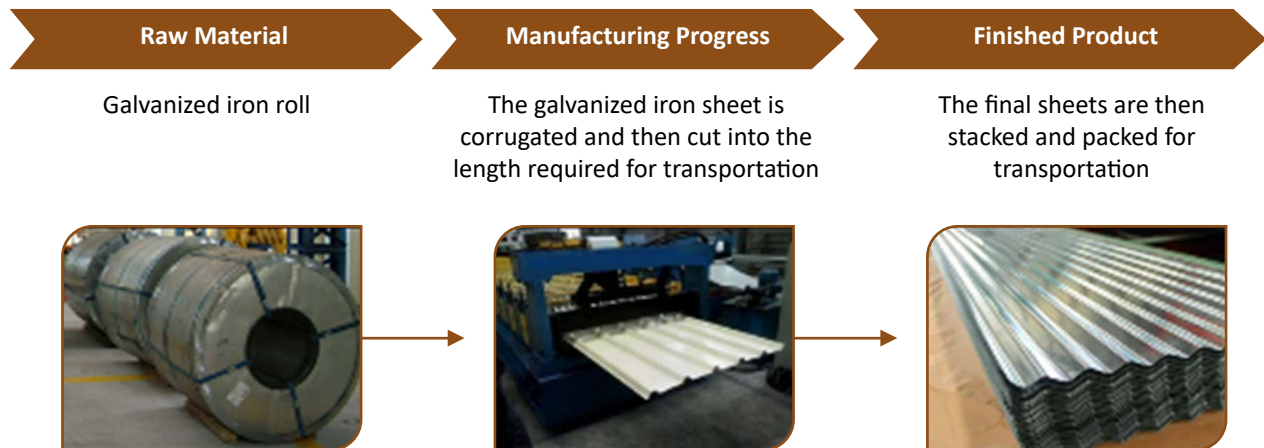 Raw Material
Manufacturing Progress
Finished Product
Galvanized iron roll
The galvanized iron sheet is
corrugated and then cut into the
length required for transportation
The final sheets are then
stacked and packed for
transportation